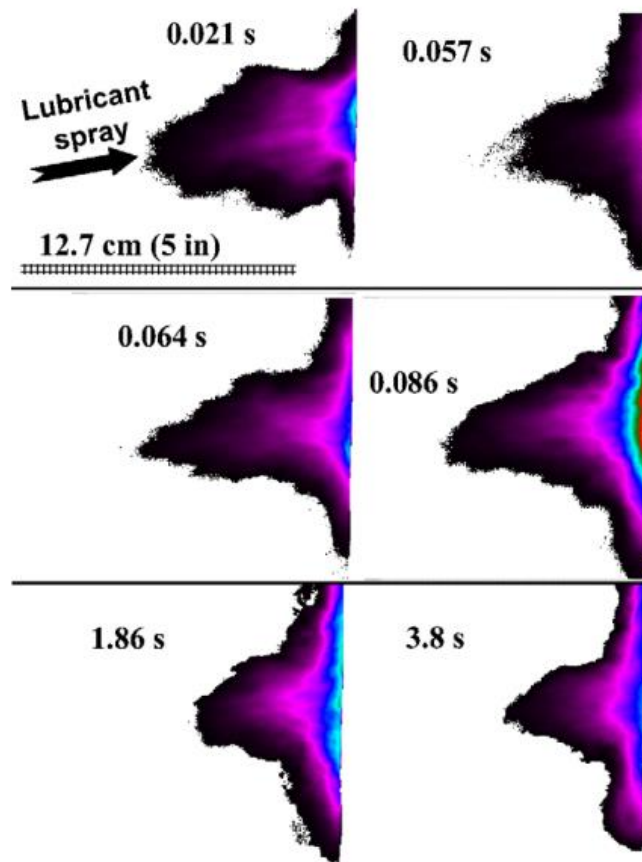 0.021 s
0.057 s
Lubricant
spray
12.7 cm (5 in)
0.064 s
0.086 s
1.86 s
3.8 s